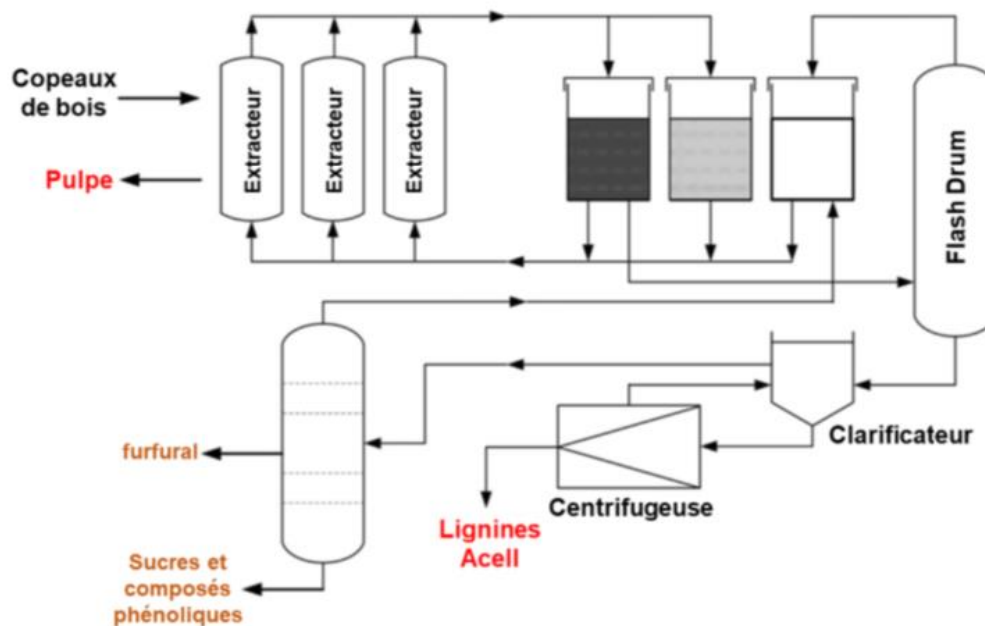 Copeaux
de bois
Pulpe
Extracteur
Extracteur
Extracteur
Flash Drum
Clarificateur
Centrifugeuse
Lignines
Acell
furfural
Sucres et
composés
phénoliques